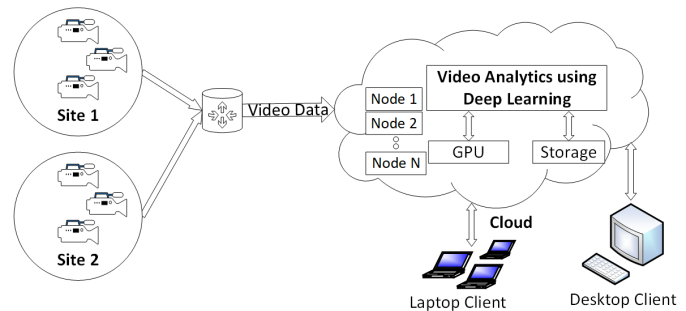 Site 1
Site 2
Video Data
Node 1
Node 2
Node N
Video Analytics using
Deep Learning
GPU
Storage
Cloud
Laptop Client
Desktop Client